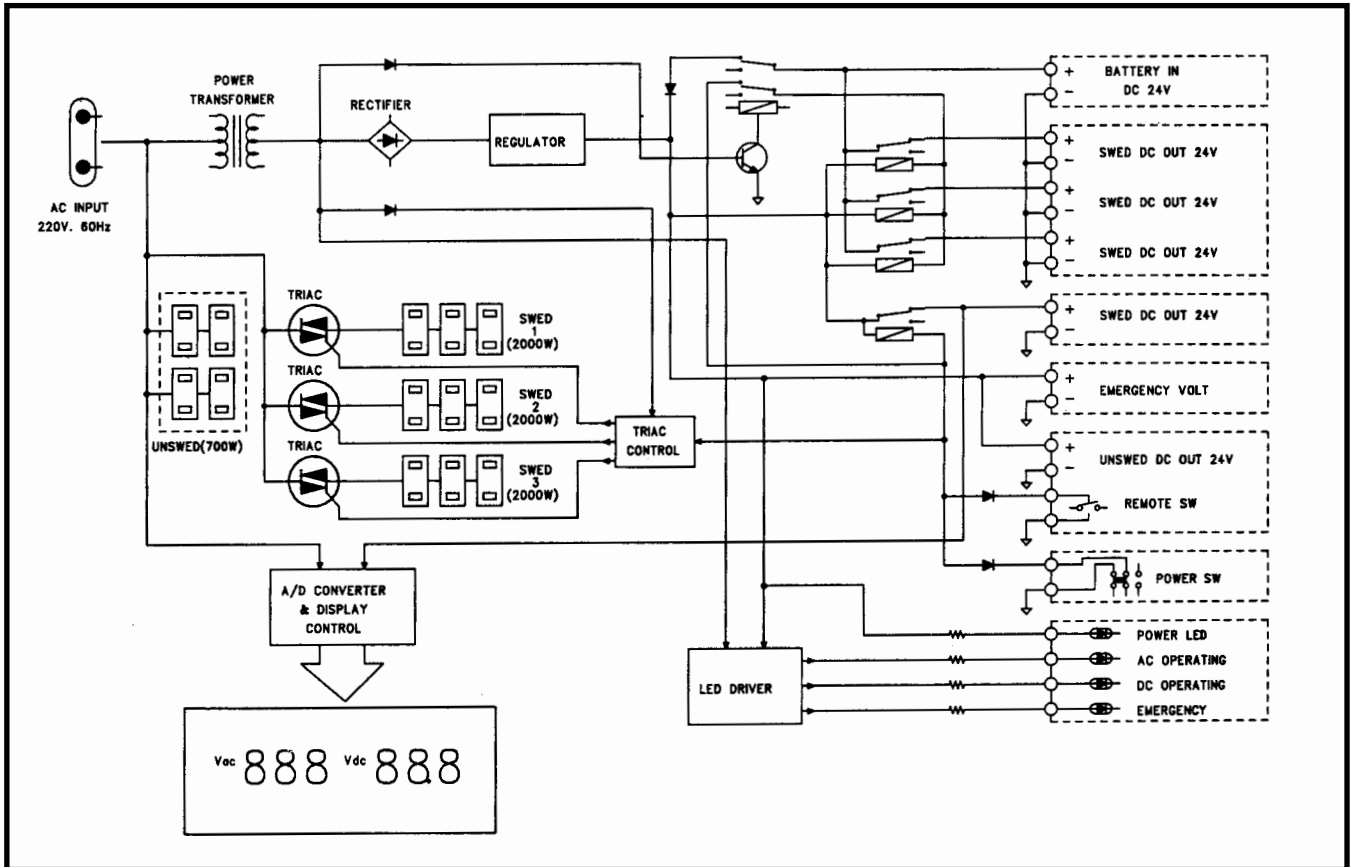 POWER
TRANSFORMER
RECTIFIER
REGULATOR
AC INPUT
220V. 60Hz
BATTERY IN
DC 24V
+
−
SWED DC OUT 24V
+
−
SWED DC OUT 24V
+
−
SWED DC OUT 24V
+
−
SWED DC OUT 24V
+
−
EMERGENCY VOLT
+
−
UNSWED DC OUT 24V
+
−
REMOTE SW
POWER SW
POWER LED
AC OPERATING
DC OPERATING
EMERGENCY
TRIAC
SWED
1
(2000W)
TRIAC
SWED
2
(2000W)
TRIAC
SWED
3
(2000W)
UNSWED(700W)
TRIAC
CONTROL
A/D CONVERTER
& DISPLAY
CONTROL
LED DRIVER
Vac 888 Vdc 88.8